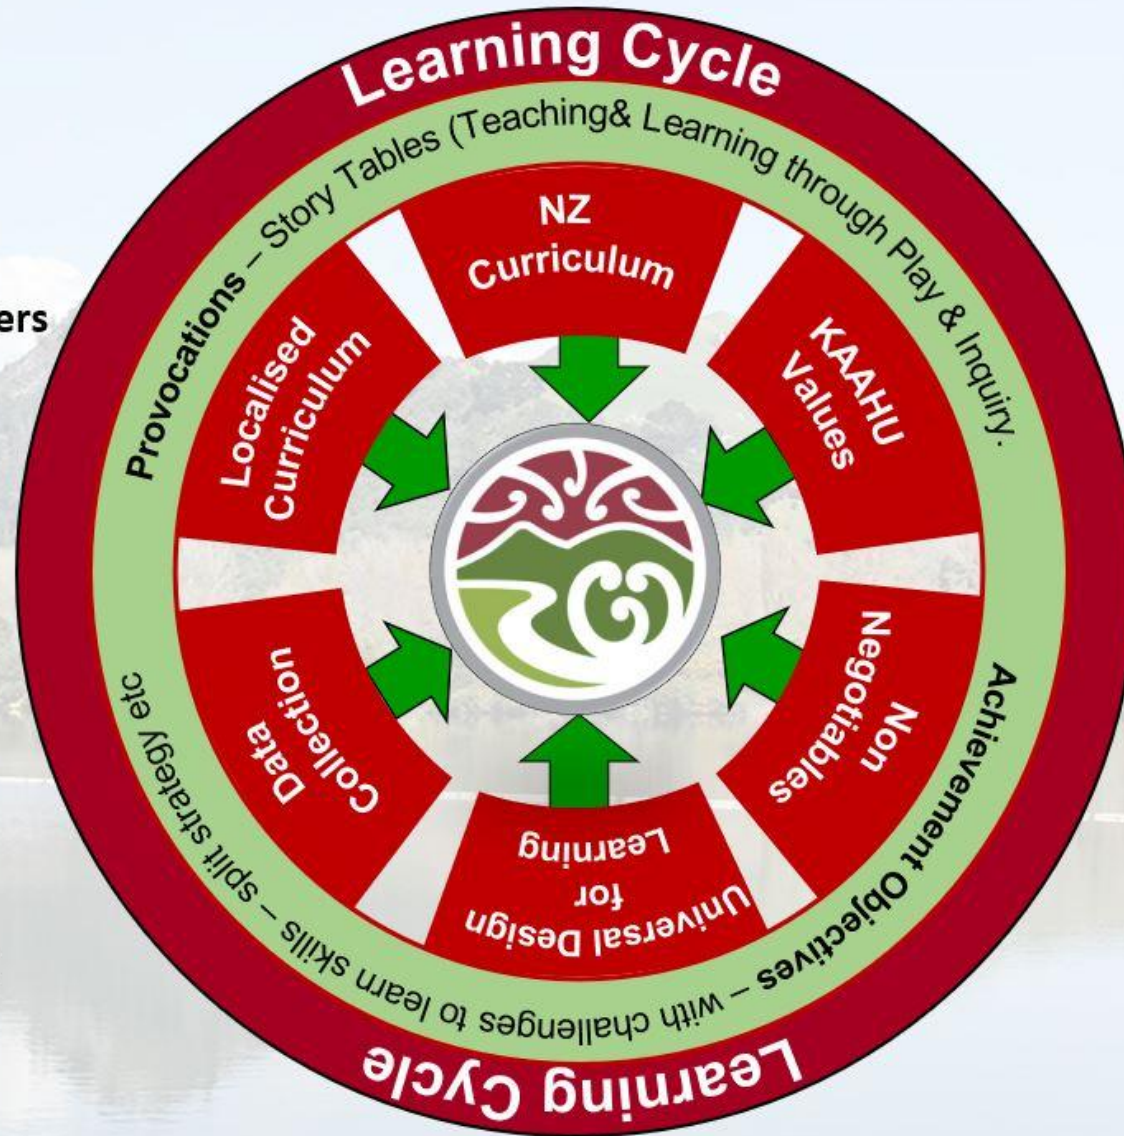 Learning Cycle
Provocations – Story Tables (Teaching& Learning through Play & Inquiry.
NZ
Curriculum
KAAHU
Values
Non
Negotiables
Universal Design
for
Learning
Data
Collection
Localised
Curriculum
Achievement Objectives – with challenges to learn skills – split strategy etc
Learning Cycle